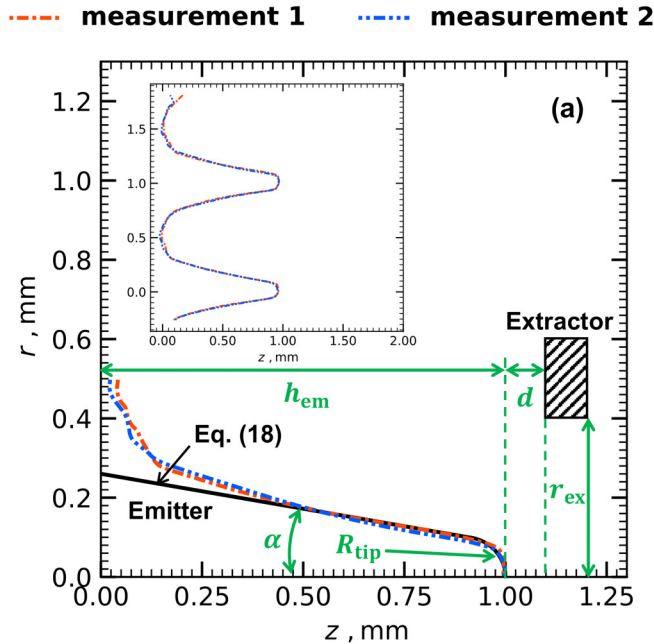 measurement 1 measurement 2
(a)
1.2
1.0
0.8
0.6
0.4
0.2
0.0
r , mm
1.5
1.0
0.5
0.0
0.00 0.50 1.00 1.50 2.00
z , mm
Extractor
h_em
d
Eq. (18)
Emitter
r_ex
α
R_tip
0.00 0.25 0.50 0.75 1.00 1.25
z , mm